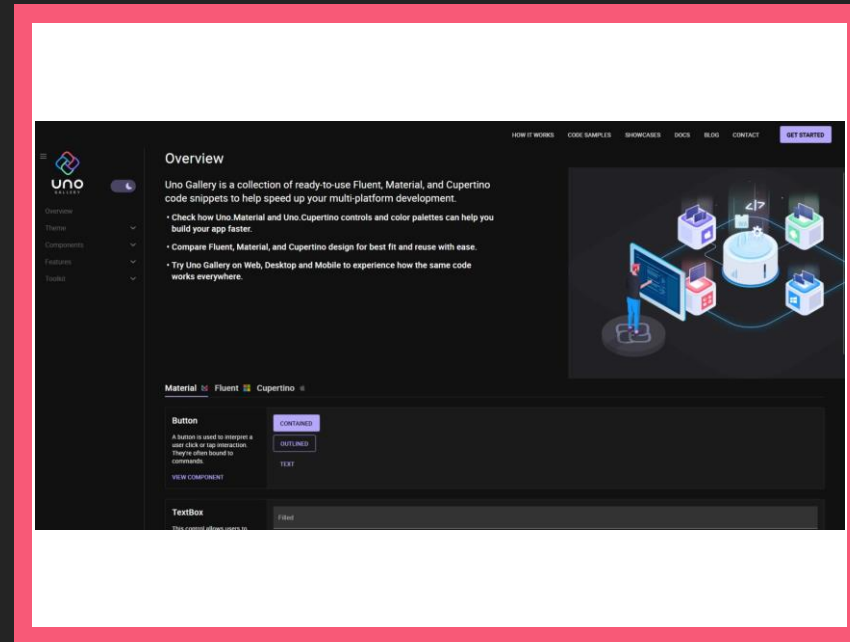 HOW IT WORKS CODE SAMPLES SHOWCASES DOCS BLOG CONTACT GET STARTED
UNO
GALLERY
Overview
Theme
Components
Features
Toolkit
Overview
Uno Gallery is a collection of ready-to-use Fluent, Material, and Cupertino
code snippets to help speed up your multi-platform development.
• Check how Uno.Material and Uno.Cupertino controls and color palettes can help you
build your app faster.
• Compare Fluent, Material, and Cupertino design for best fit and reuse with ease.
• Try Uno Gallery on Web, Desktop and Mobile to experience how the same code
works everywhere.
</>
Material Fluent Cupertino
Button
A button is used to interpret a
user click or tap interaction.
They're often bound to
commands.
VIEW COMPONENT
CONTAINED
OUTLINED
TEXT
TextBox
This control allows users to
Filled